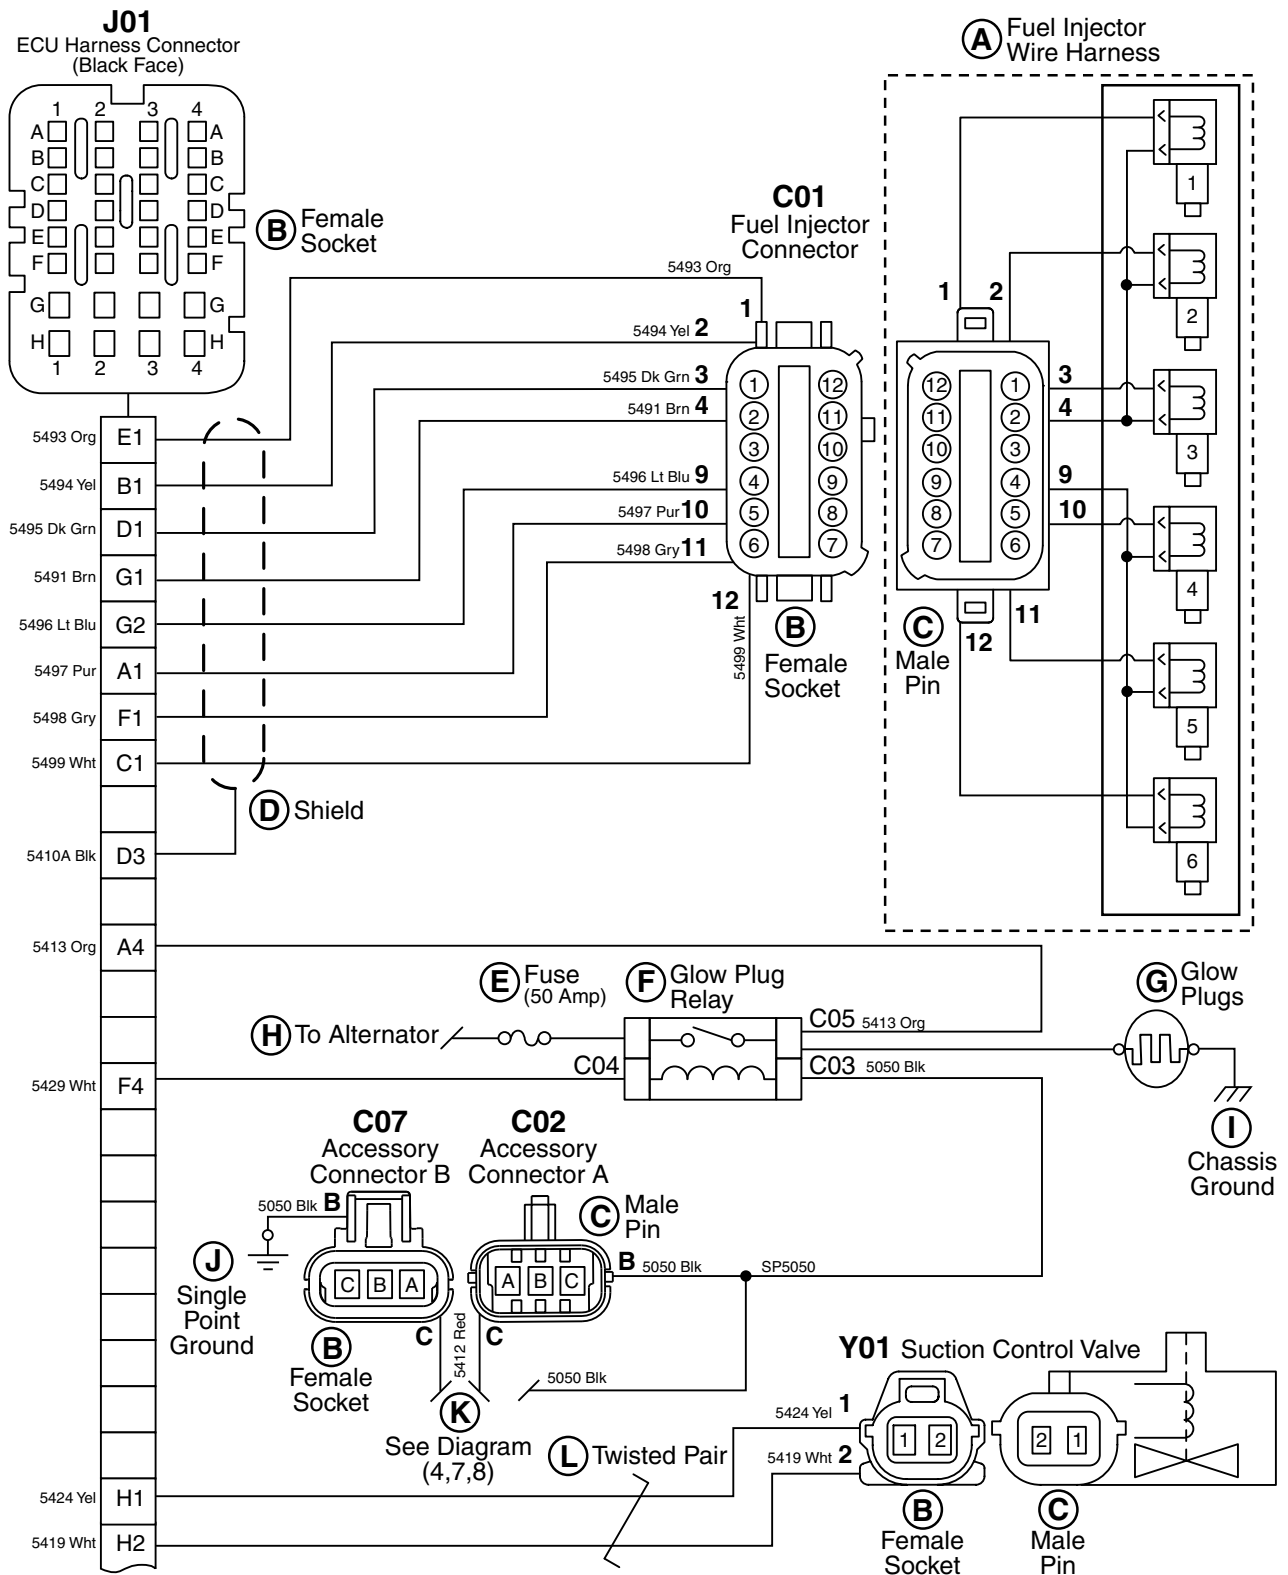 J01
ECU Harness Connector
(Black Face)
1 2 3 4
A A
B B
C C
D D
E E
F F
G G
H H
1 2 3 4
B Female
Socket
A Fuel Injector
Wire Harness
C01
Fuel Injector
Connector
5493 Org
1
5494 Yel 2
5495 Dk Grn 3
5491 Brn 4
5496 Lt Blu 9
5497 Pur 10
5498 Gry 11
12
5499 Wht
1 12
2 11
3 10
4 9
5 8
6 7
B
Female
Socket
1 2
12 1
11 2
10 3
9 4
8 5
7 6
3
4
9
10
11
12
C
Male
Pin
1
2
3
4
5
6
5493 Org E1
5494 Yel B1
5495 Dk Grn D1
5491 Brn G1
5496 Lt Blu G2
5497 Pur A1
5498 Gry F1
5499 Wht C1
D Shield
5410A Blk D3
5413 Org A4
E Fuse
(50 Amp)
F Glow Plug
Relay
G Glow
Plugs
H To Alternator
C05 5413 Org
C04
C03 5050 Blk
5429 Wht F4
I
Chassis
Ground
C07
Accessory
Connector B
C02
Accessory
Connector A
5050 Blk B
C Male
Pin
J
Single
Point
Ground
C B A
A B C
B 5050 Blk
SP5050
C
5412 Red
C
B
Female
Socket
5050 Blk
K
See Diagram
(4,7,8)
L Twisted Pair
Y01 Suction Control Valve
5424 Yel 1
5419 Wht 2
1 2
2 1
B
Female
Socket
C
Male
Pin
5424 Yel H1
5419 Wht H2